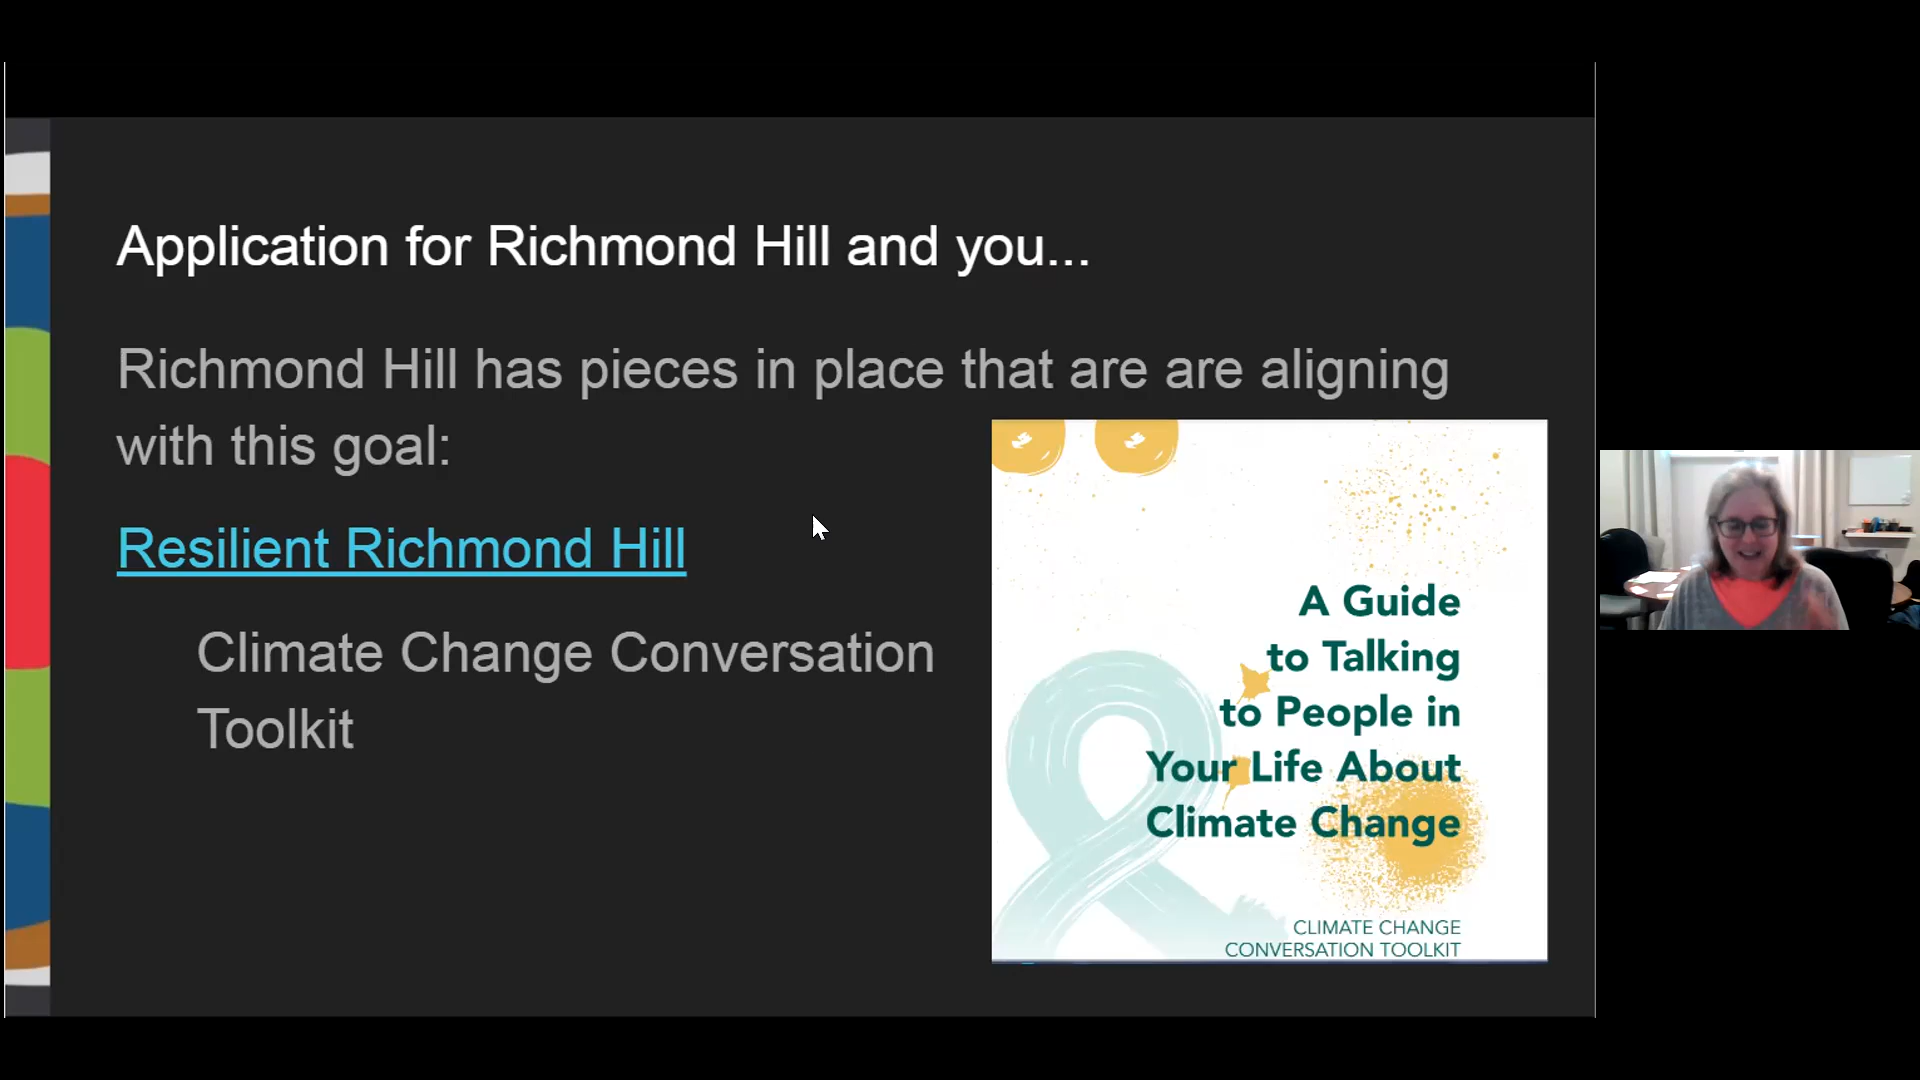 Application for Richmond Hill and you...
Richmond Hill has pieces in place that are are aligning
with this goal:
Resilient Richmond Hill
Climate Change Conversation
Toolkit
A Guide
to Talking
to People in
Your Life About
Climate Change
CLIMATE CHANGE
CONVERSATION TOOLKIT